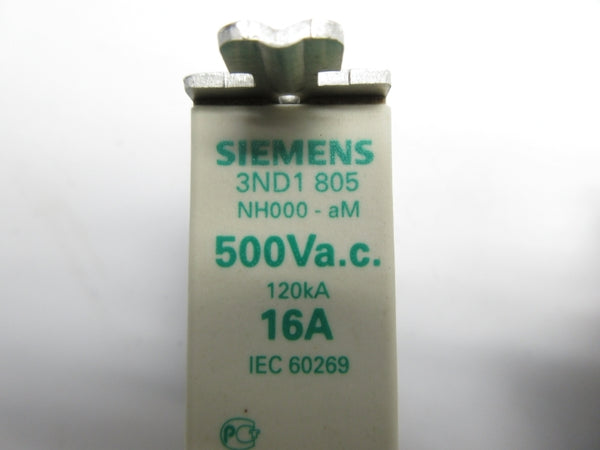 SIEMENS
3ND1 805
NH000 - aM
500Va.c.
120kA
16A
IEC 60269